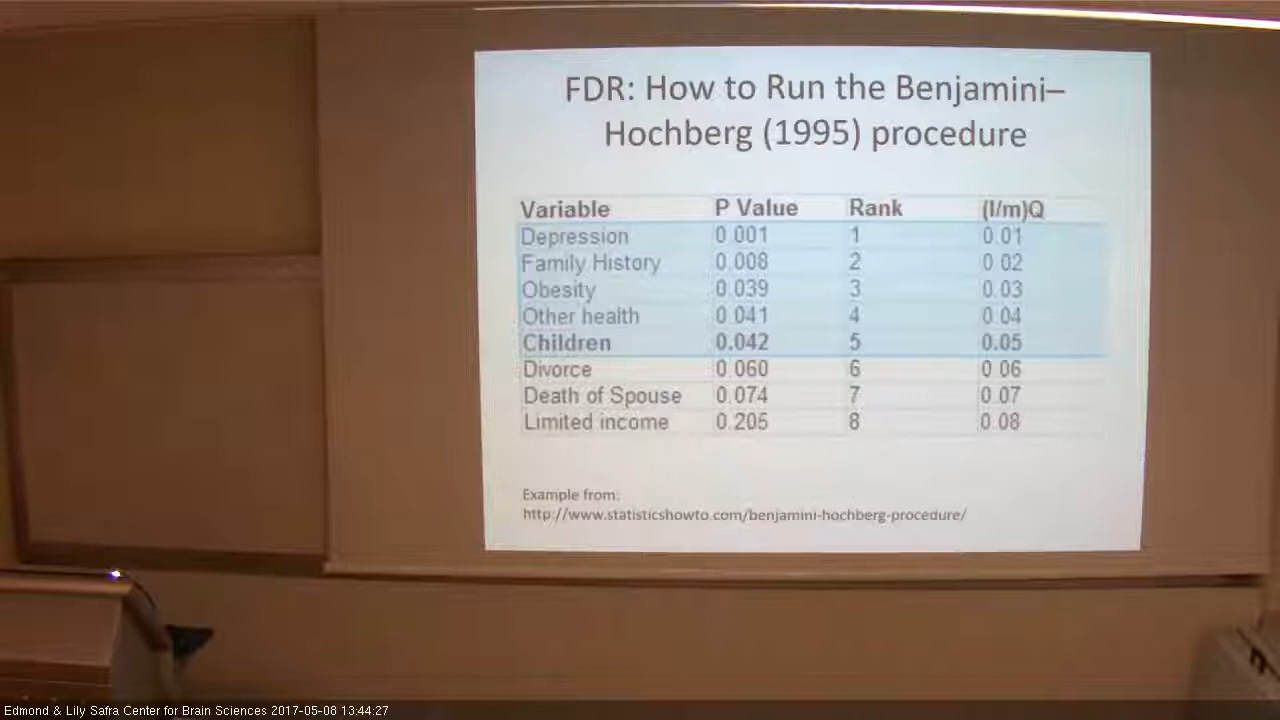 FDR: How to Run the Benjamini–
Hochberg (1995) procedure
Variable P Value Rank (I/m)Q
Depression 0.001 1 0.01
Family History 0.008 2 0.02
Obesity 0.039 3 0.03
Other health 0.041 4 0.04
Children 0.042 5 0.05
Divorce 0.060 6 0.06
Death of Spouse 0.074 7 0.07
Limited income 0.205 8 0.08
Example from:
http://www.statisticshowto.com/benjamini-hochberg-procedure/
Edmond & Lily Safra Center for Brain Sciences 2017-05-08 13:44:27